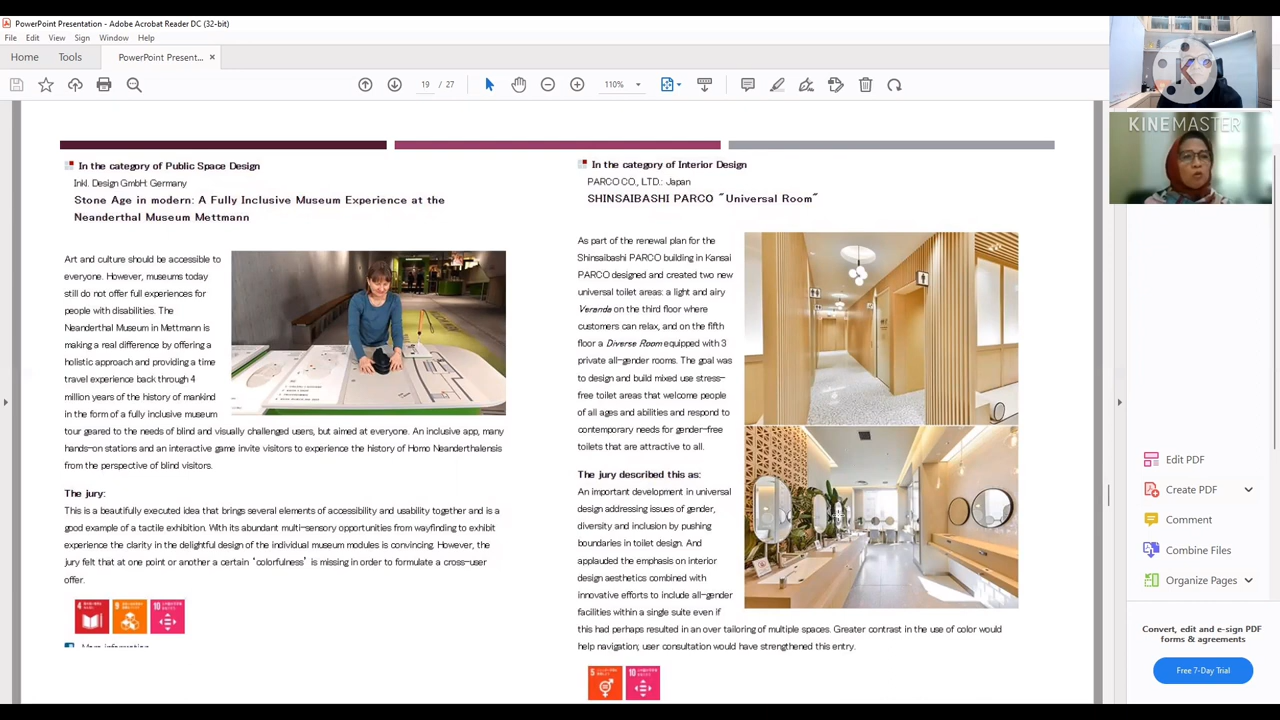 PowerPoint Presentation - Adobe Acrobat Reader DC (32-bit)
File Edit View Sign Window Help
Home Tools PowerPoint Present... ×
19 / 27
110%
In the category of Public Space Design
Inkl. Design GmbH: Germany
Stone Age in modern: A Fully Inclusive Museum Experience at the
Neanderthal Museum Mettmann
Art and culture should be accessible to
everyone. However, museums today
still do not offer full experiences for
people with disabilities. The
Neanderthal Museum in Mettmann is
making a real difference by offering a
holistic approach and providing a time
travel experience back through 4
million years of the history of mankind
in the form of a fully inclusive museum
tour geared to the needs of blind and visually challenged users, but aimed at everyone. An inclusive app, many
hands-on stations and an interactive game invite visitors to experience the history of Homo Neanderthalensis
from the perspective of blind visitors.
The jury:
This is a beautifully executed idea that brings several elements of accessibility and usability together and is a
good example of a tactile exhibition. With its abundant multi-sensory opportunities from wayfinding to exhibit
experience the clarity in the delightful design of the individual museum modules is convincing. However, the
jury felt that at one point or another a certain 'colorfulness' is missing in order to formulate a cross-user
offer.
4 9 10
More information
In the category of Interior Design
PARCO CO., LTD.: Japan
SHINSAIBASHI PARCO "Universal Room"
As part of the renewal plan for the
Shinsaibashi PARCO building in Kansai
PARCO designed and created two new
universal toilet areas: a light and airy
Veranda on the third floor where
customers can relax, and on the fifth
floor a Diverse Room equipped with 3
private all-gender rooms. The goal was
to design and build mixed use stress-
free toilet areas that welcome people
of all ages and abilities and respond to
contemporary needs for gender-free
toilets that are attractive to all.
The jury described this as:
An important development in universal
design addressing issues of gender,
diversity and inclusion by pushing
boundaries in toilet design. And
applauded the emphasis on interior
design aesthetics combined with
innovative efforts to include all-gender
facilities within a single suite even if
this had perhaps resulted in an over tailoring of multiple spaces. Greater contrast in the use of color would
help navigation; user consultation would have strengthened this entry.
5 10
KINEMASTER
Edit PDF
Create PDF
Comment
Combine Files
Organize Pages
Convert, edit and e-sign PDF
forms & agreements
Free 7-Day Trial